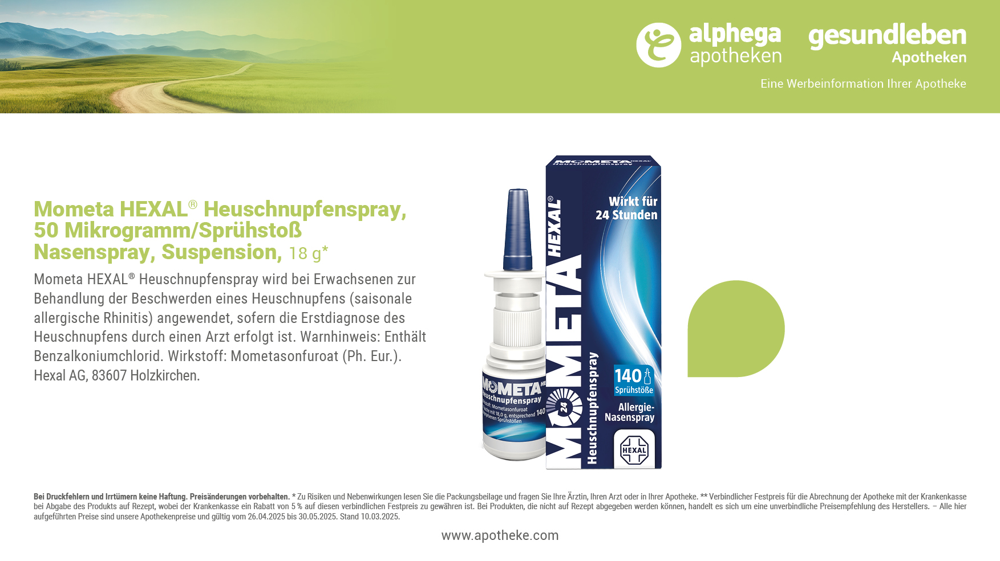 alphega
apotheken
gesundleben
Apotheken
Eine Werbeinformation Ihrer Apotheke
Mometa HEXAL® Heuschnupfenspray,
50 Mikrogramm/Sprühstoß
Nasenspray, Suspension, 18 g*
Mometa HEXAL® Heuschnupfenspray wird bei Erwachsenen zur
Behandlung der Beschwerden eines Heuschnupfens (saisonale
allergische Rhinitis) angewendet, sofern die Erstdiagnose des
Heuschnupfens durch einen Arzt erfolgt ist. Warnhinweis: Enthält
Benzalkoniumchlorid. Wirkstoff: Mometasonfuroat (Ph. Eur.).
Hexal AG, 83607 Holzkirchen.
MOMETA HEXAL
Heuschnupfenspray
Wirkt für
24 Stunden
MOMETA HEXAL®
24
Heuschnupfenspray
140
Sprühstöße
Allergie-
Nasenspray
HEXAL
MOMETA HE
24
Heuschnupfenspray
Mometasonfuroat
mit 18,0 g, entsprechend 140
Sprühstößen
Bei Druckfehlern und Irrtümern keine Haftung. Preisänderungen vorbehalten. * Zu Risiken und Nebenwirkungen lesen Sie die Packungsbeilage und fragen Sie Ihre Ärztin, Ihren Arzt oder in Ihrer Apotheke. ** Verbindlicher Festpreis für die Abrechnung der Apotheke mit der Krankenkasse
bei Abgabe des Produkts auf Rezept, wobei der Krankenkasse ein Rabatt von 5 % auf diesen verbindlichen Festpreis zu gewähren ist. Bei Produkten, die nicht auf Rezept abgegeben werden können, handelt es sich um eine unverbindliche Preisempfehlung des Herstellers. – Alle hier
aufgeführten Preise sind unsere Apothekenpreise und gültig vom 26.04.2025 bis 30.05.2025. Stand 10.03.2025.
www.apotheke.com